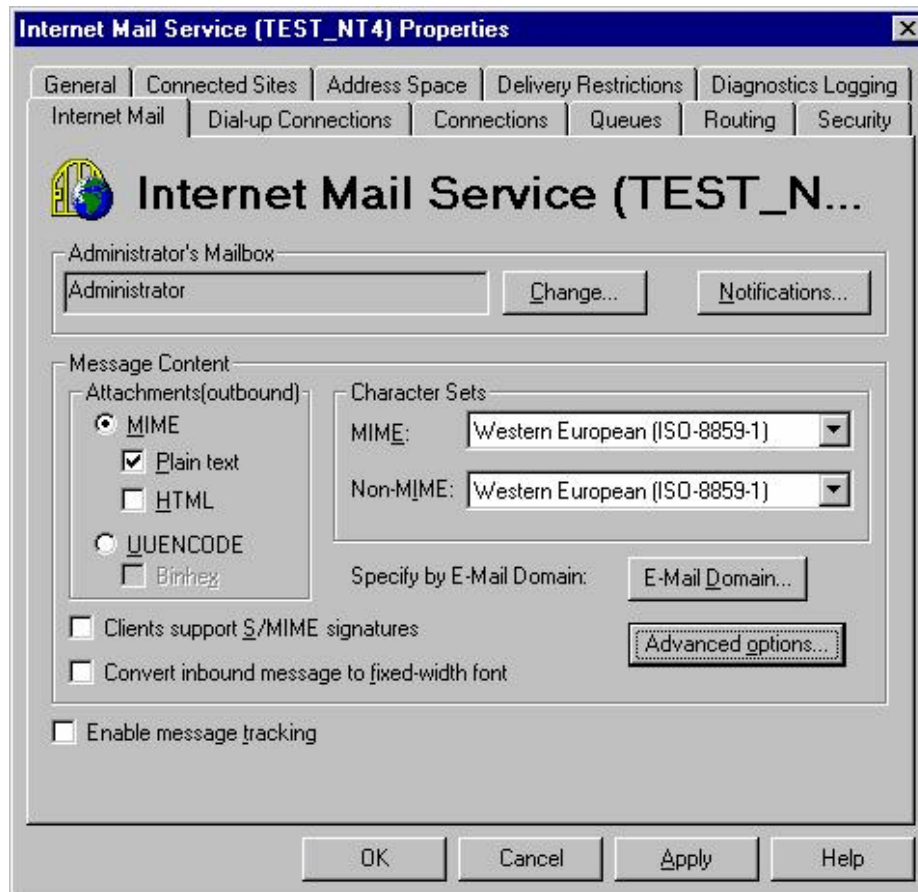 Internet Mail Service (TEST_NT4) Properties
General Connected Sites Address Space Delivery Restrictions Diagnostics Logging
Internet Mail Dial-up Connections Connections Queues Routing Security
Internet Mail Service (TEST_N...
Administrator's Mailbox
Administrator Change... Notifications...
Message Content
Attachments(outbound) Character Sets
MIME MIME: Western European (ISO-8859-1)
Plain text
HTML Non-MIME: Western European (ISO-8859-1)
UUENCODE
Binhex Specify by E-Mail Domain: E-Mail Domain...
Clients support S/MIME signatures Advanced options...
Convert inbound message to fixed-width font
Enable message tracking
OK Cancel Apply Help